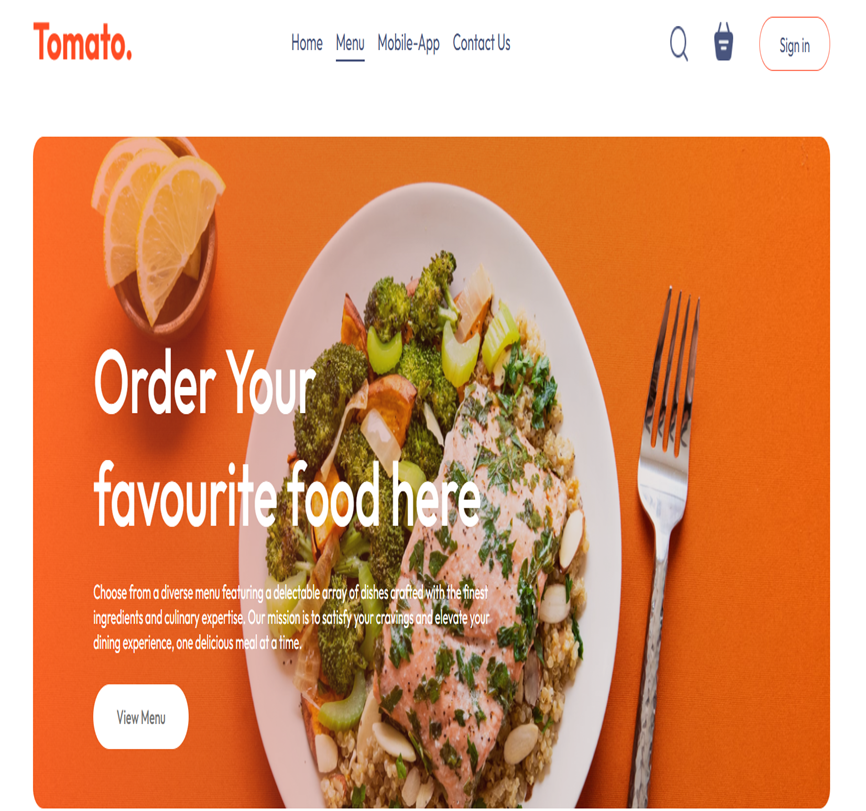 Tomato.
Home Menu Mobile-App Contact Us
Sign in
Order Your
favourite food here
Choose from a diverse menu featuring a delectable array of dishes crafted with the finest
ingredients and culinary expertise. Our mission is to satisfy your cravings and elevate your
dining experience, one delicious meal at a time.
View Menu